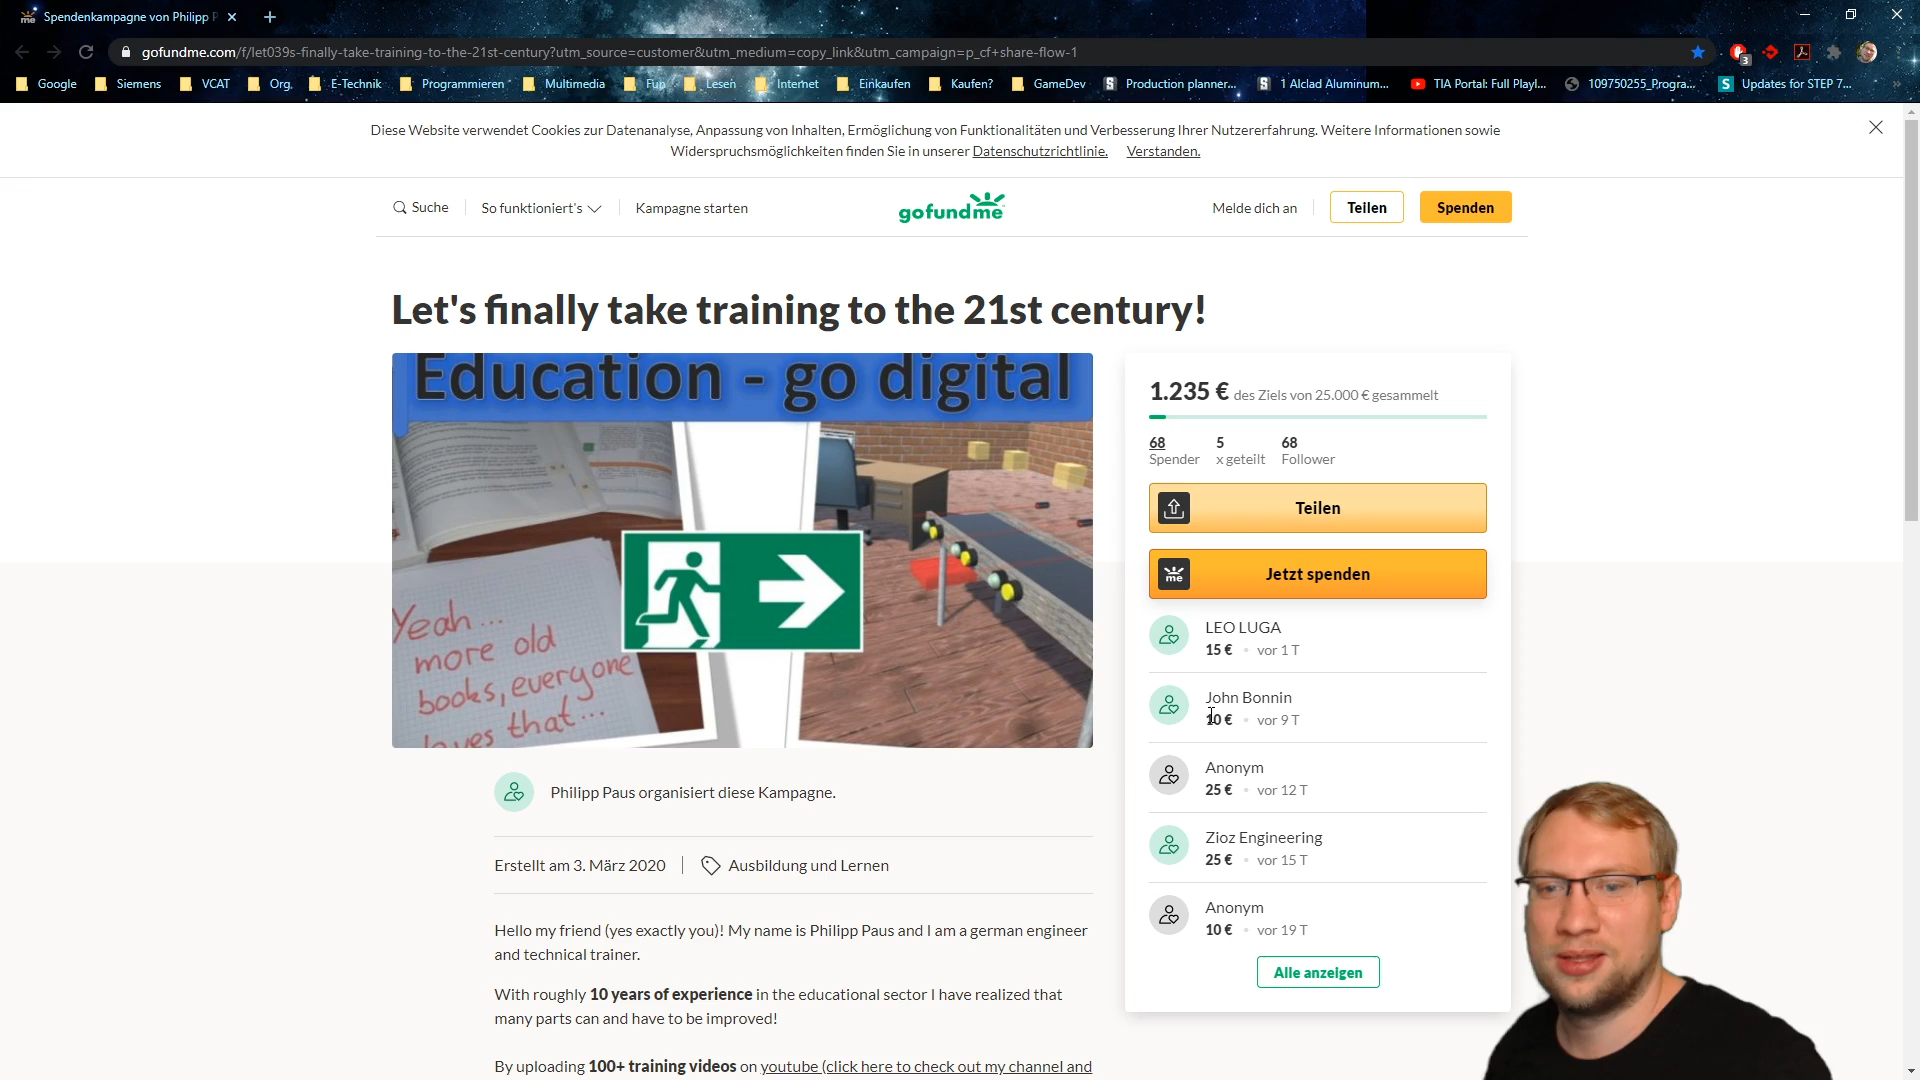 Spendenkampagne von Philipp P
gofundme.com/f/let039s-finally-take-training-to-the-21st-century?utm_source=customer&utm_medium=copy_link&utm_campaign=p_cf+share-flow-1
3
Google
Siemens
VCAT
Org.
E-Technik
Programmieren
Multimedia
Fun
Lesen
Internet
Einkaufen
Kaufen?
GameDev
Production planner...
1 Alclad Aluminum...
TIA Portal: Full Playl...
109750255_Progra...
Updates for STEP 7...
Diese Website verwendet Cookies zur Datenanalyse, Anpassung von Inhalten, Ermöglichung von Funktionalitäten und Verbesserung Ihrer Nutzererfahrung. Weitere Informationen sowie
Widerspruchsmöglichkeiten finden Sie in unserer Datenschutzrichtlinie. Verstanden.
Suche
So funktioniert's
Kampagne starten
gofundme
Melde dich an
Teilen
Spenden
Let's finally take training to the 21st century!
Education - go digital
Yeah...
more old
books, everyone
loves that...
1.235 € des Ziels von 25.000 € gesammelt
68 Spender
5 x geteilt
68 Follower
Teilen
me
Jetzt spenden
LEO LUGA
15 € • vor 1 T
John Bonnin
10 € • vor 9 T
Anonym
25 € • vor 12 T
Zioz Engineering
25 € • vor 15 T
Anonym
10 € • vor 19 T
Alle anzeigen
Philipp Paus organisiert diese Kampagne.
Erstellt am 3. März 2020
Ausbildung und Lernen
Hello my friend (yes exactly you)! My name is Philipp Paus and I am a german engineer
and technical trainer.
With roughly 10 years of experience in the educational sector I have realized that
many parts can and have to be improved!
By uploading 100+ training videos on youtube (click here to check out my channel and